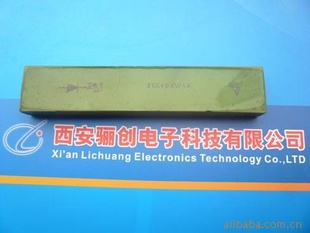 西安骊创电子科技有限公司
Xi'an Lichuang Electronics Technology Co.,LTD
alibaba.com.cn